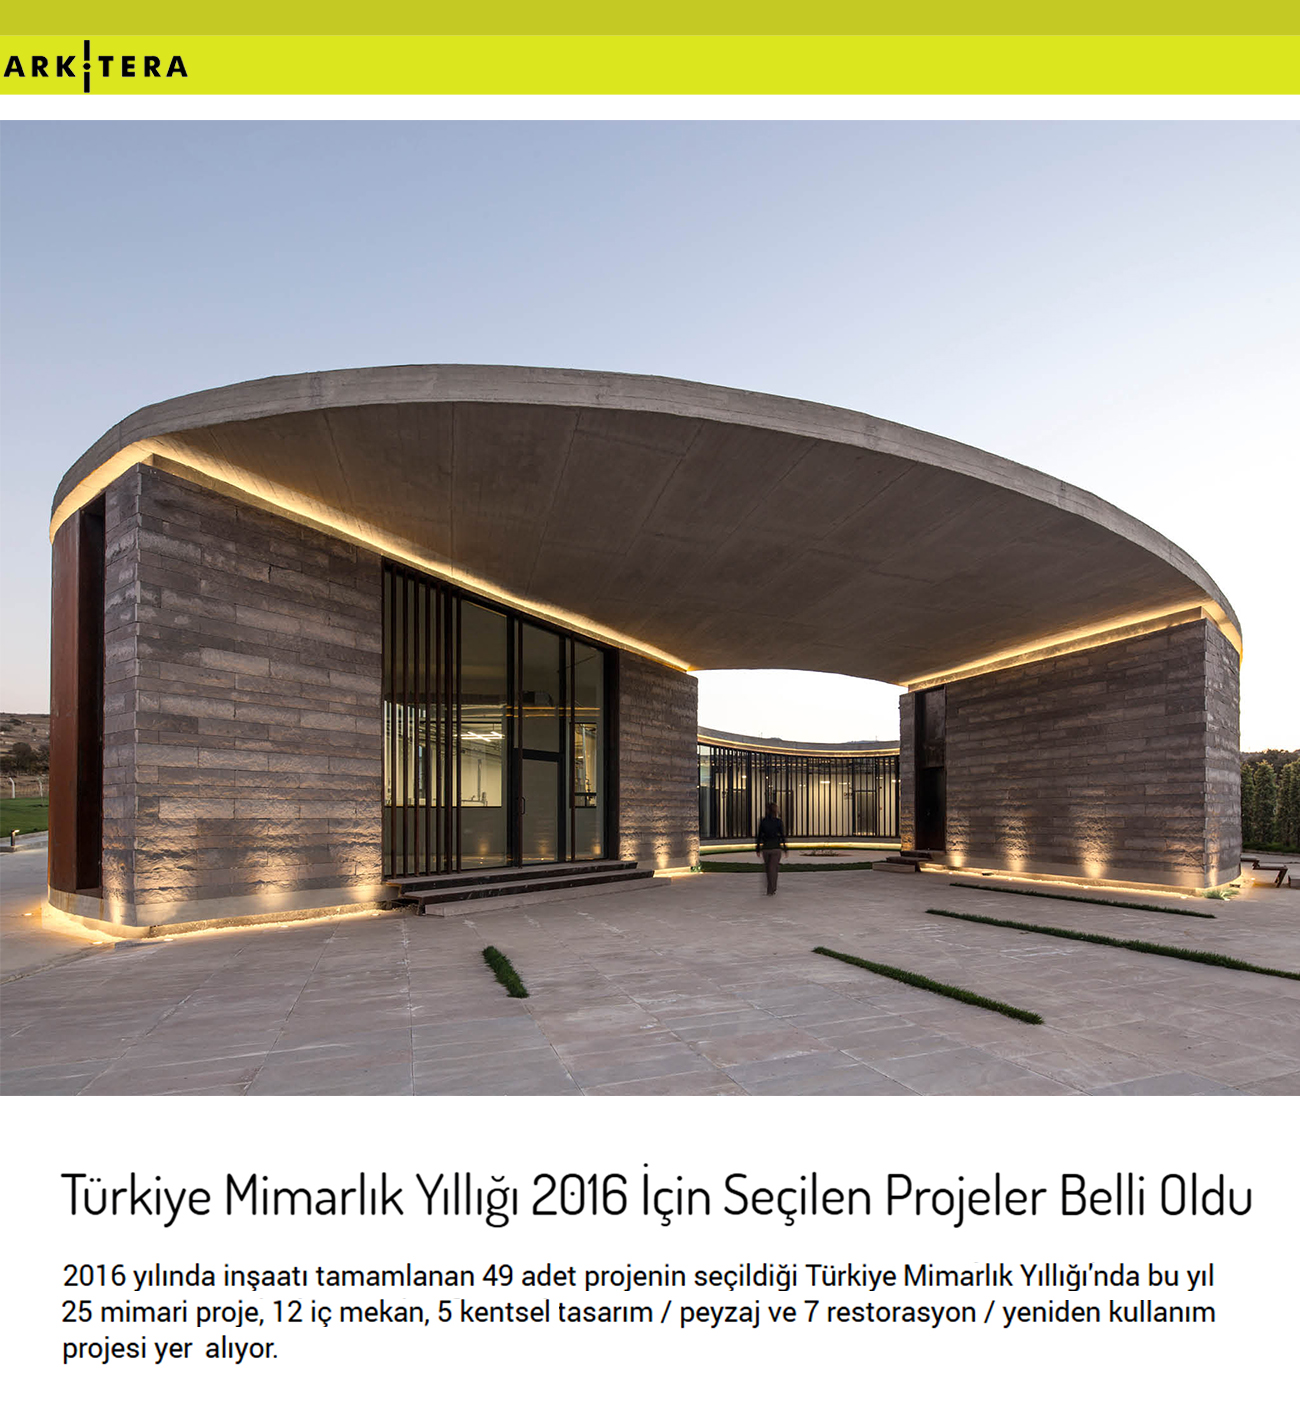 ARKİTERA
Türkiye Mimarlık Yıllığı 2016 İçin Seçilen Projeler Belli Oldu
2016 yılında inşaatı tamamlanan 49 adet projenin seçildiği Türkiye Mimarlık Yıllığı'nda bu yıl
25 mimari proje, 12 iç mekan, 5 kentsel tasarım / peyzaj ve 7 restorasyon / yeniden kullanım
projesi yer alıyor.